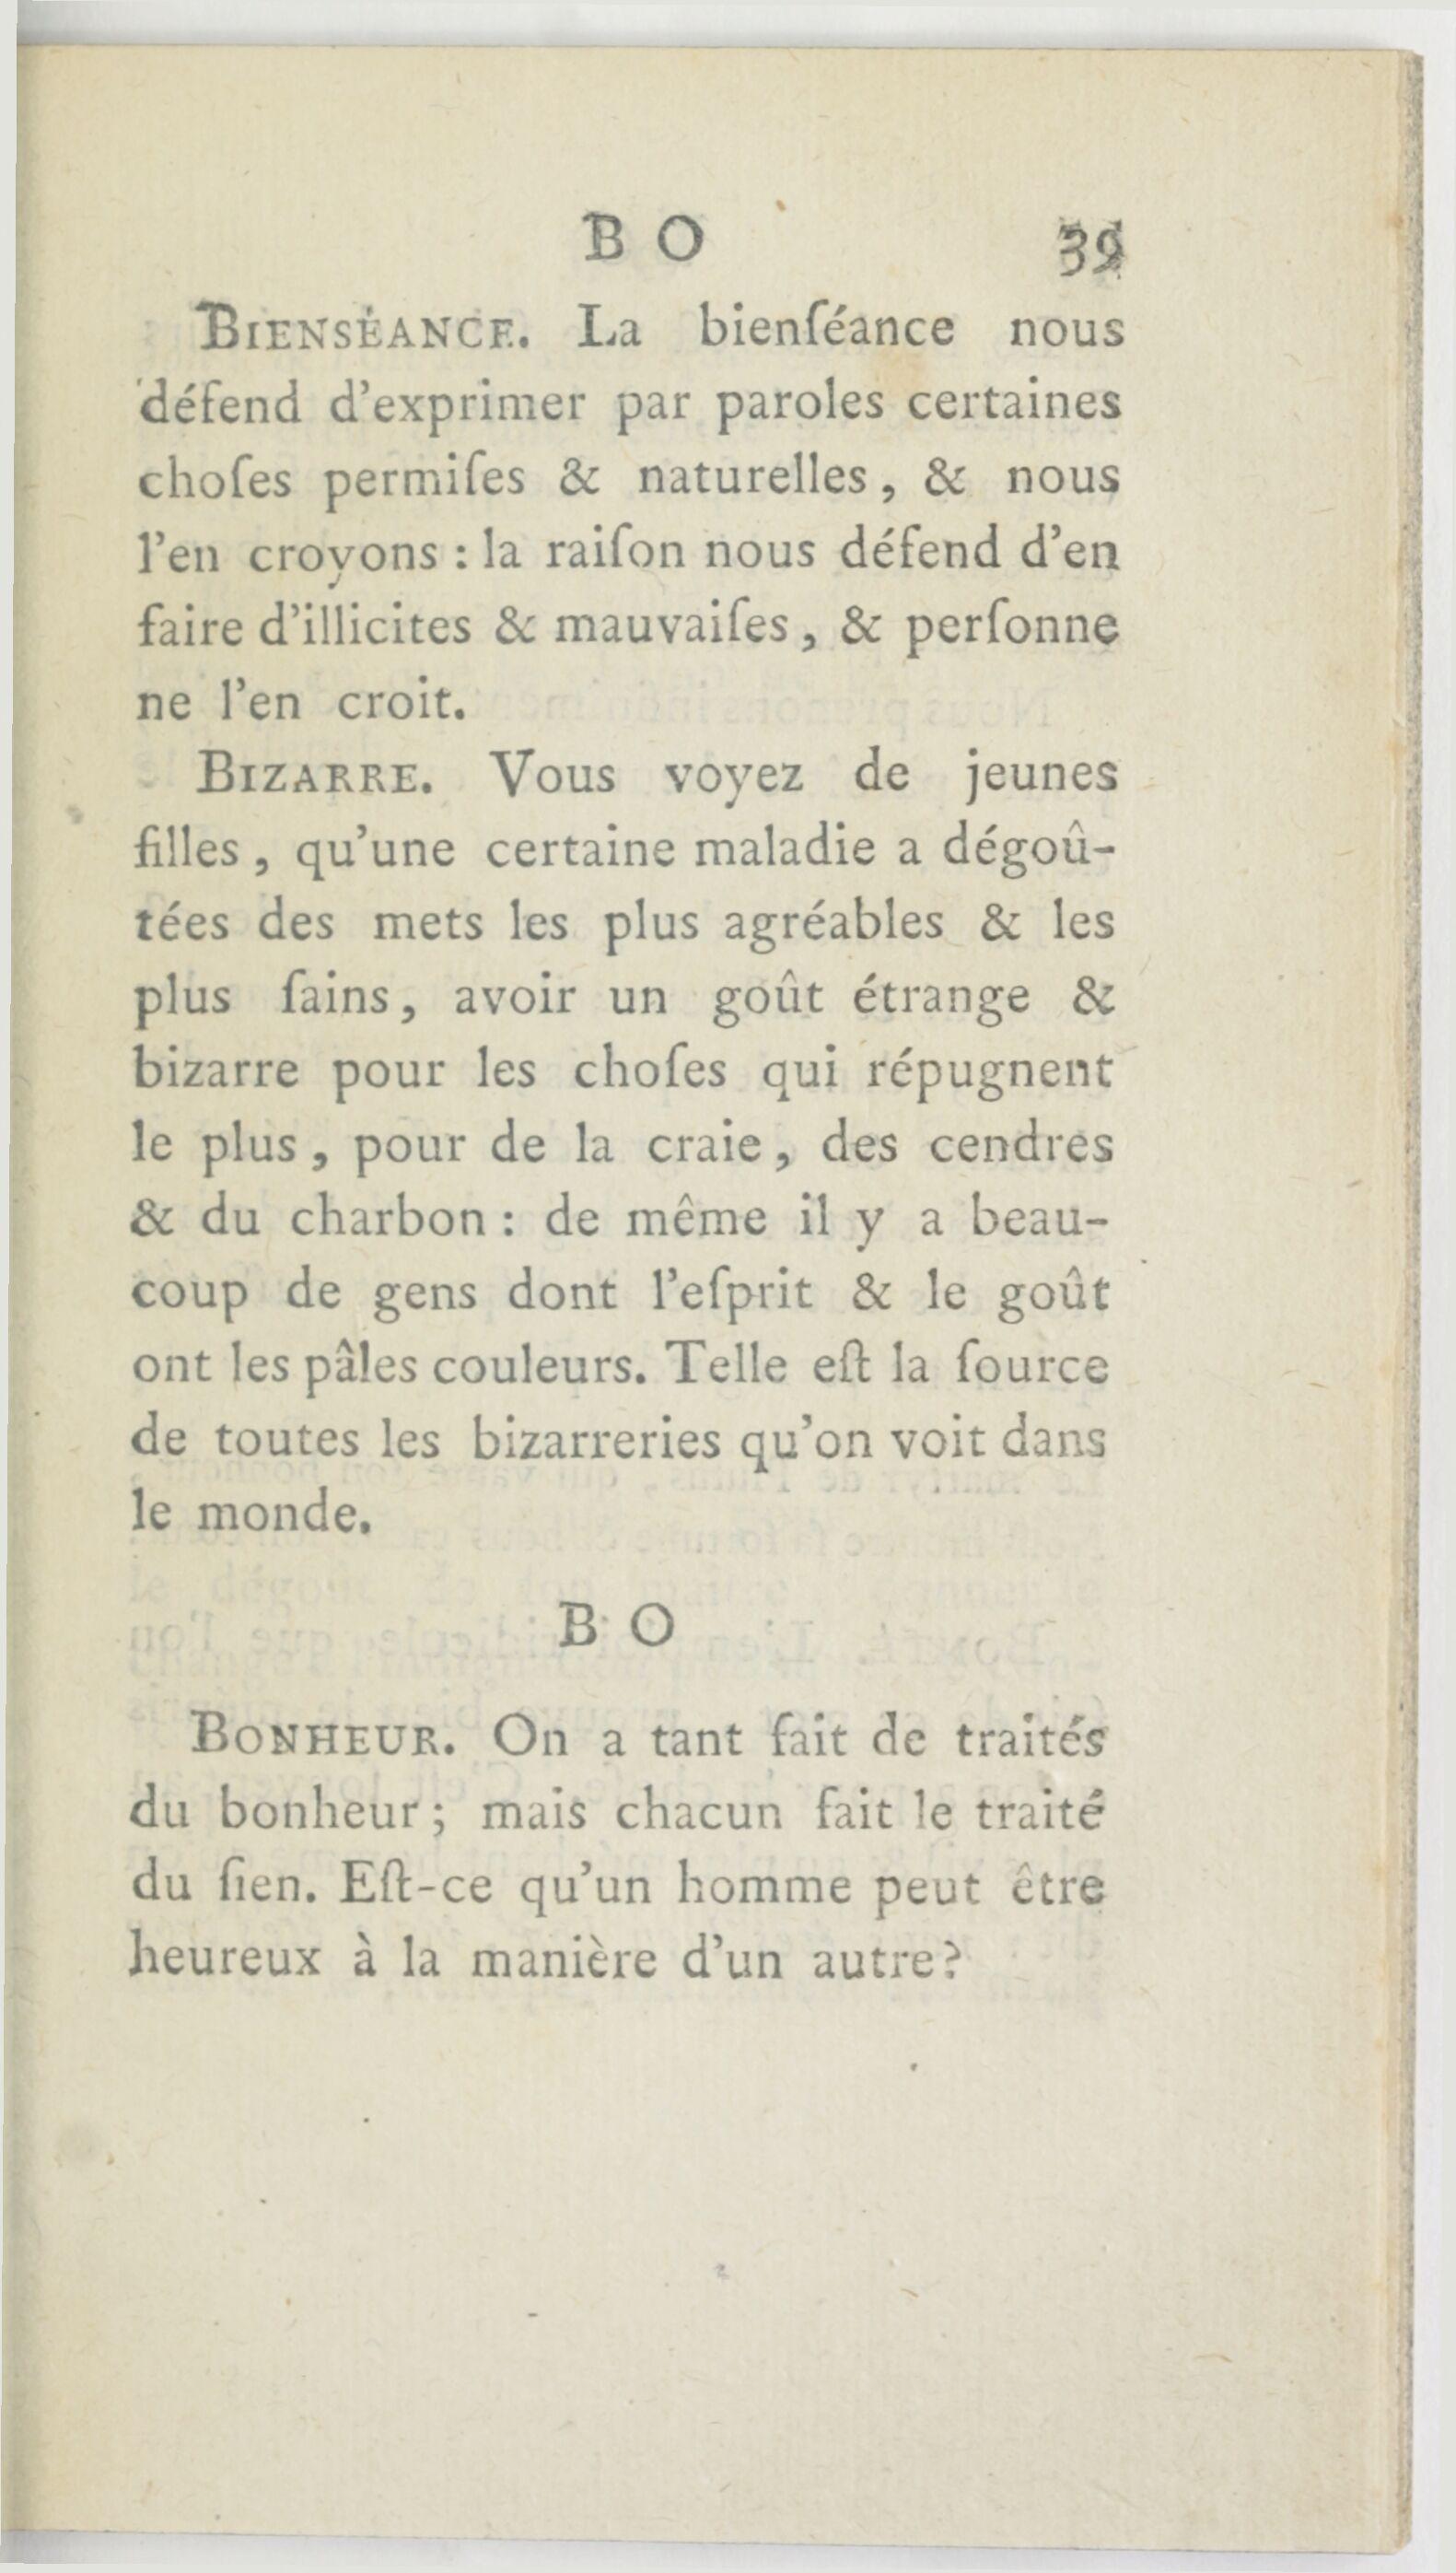 B O 39
BIENSÉANCE. La bienſéance nous
défend d'exprimer par paroles certaines
choſes permiſes & naturelles, & nous
l'en croyons : la raiſon nous défend d'en
faire d'illicites & mauvaiſes, & perſonne
ne l'en croit.
BIZARRE. Vous voyez de jeunes
filles, qu'une certaine maladie a dégoû-
tées des mets les plus agréables & les
plus ſains, avoir un goût étrange &
bizarre pour les choſes qui répugnent
le plus, pour de la craie, des cendres
& du charbon : de même il y a beau-
coup de gens dont l'eſprit & le goût
ont les pâles couleurs. Telle eſt la ſource
de toutes les bizarreries qu'on voit dans
le monde.
B O
BONHEUR. On a tant fait de traités
du bonheur ; mais chacun fait le traité
du ſien. Eſt-ce qu'un homme peut être
heureux à la manière d'un autre ?